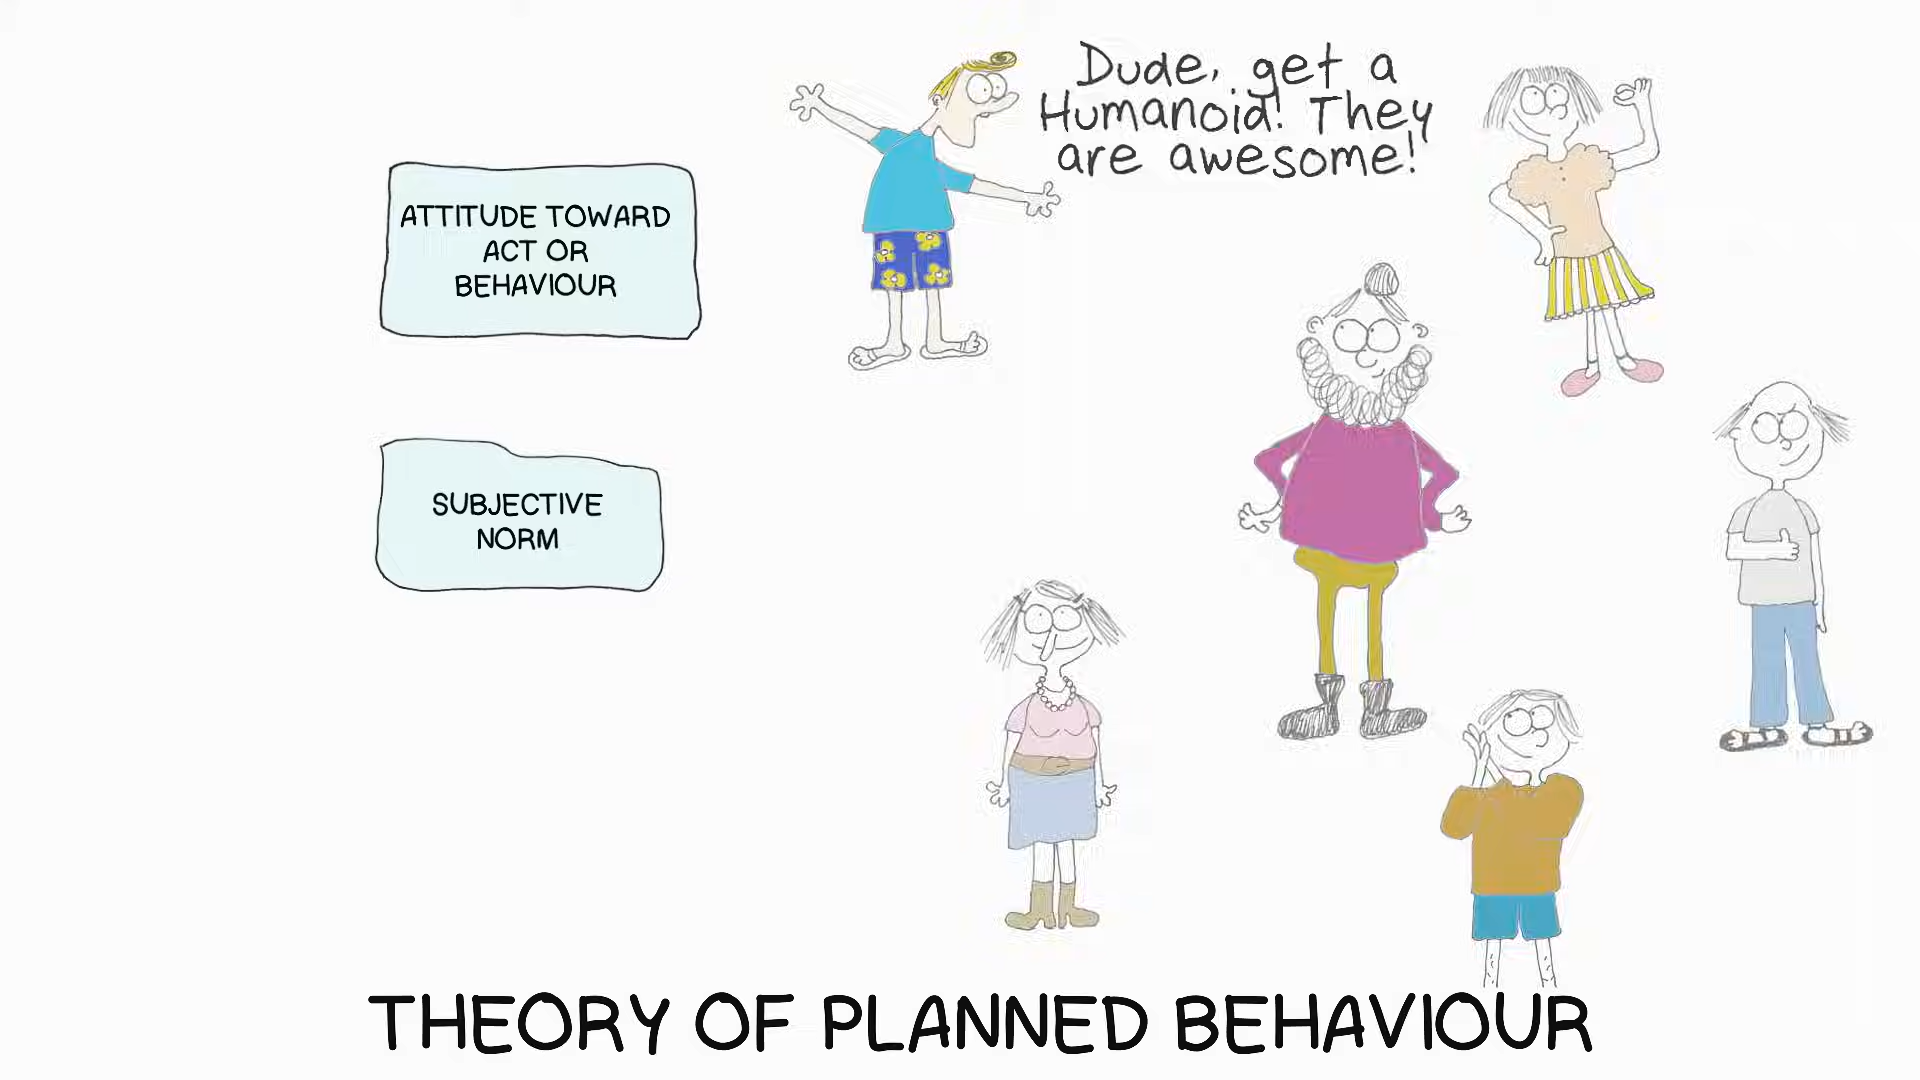 Dude, get a
Humanoid! They
are awesome!
ATTITUDE TOWARD
ACT OR
BEHAVIOUR
SUBJECTIVE
NORM
THEORY OF PLANNED BEHAVIOUR